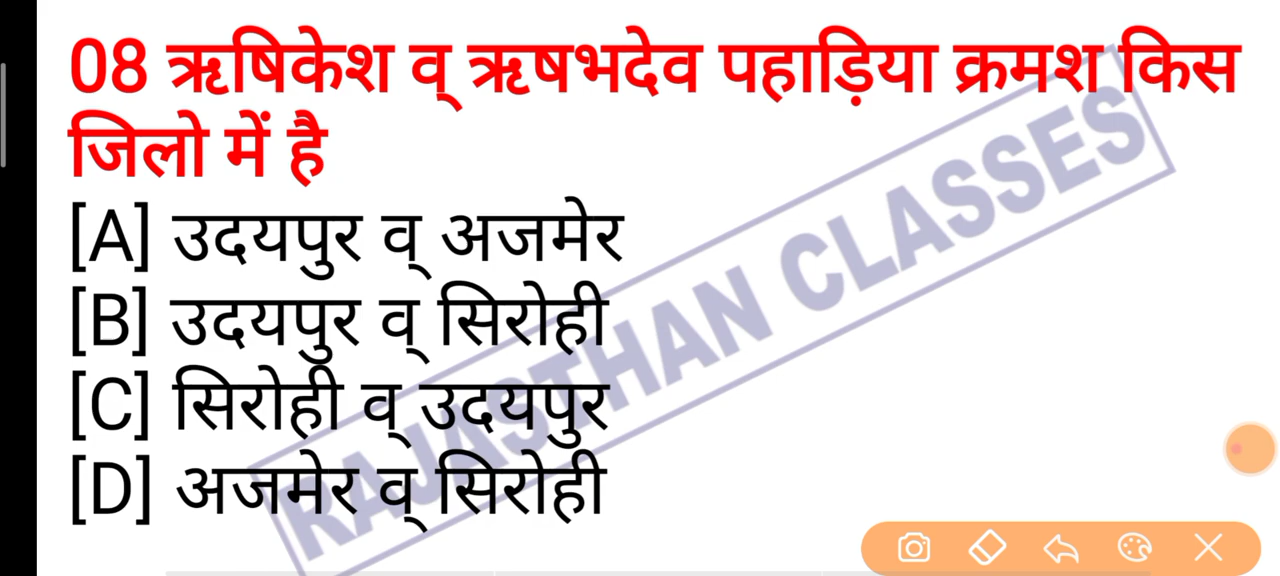 08 ऋषिकेश व् ऋषभदेव पहाड़िया क्रमश किस
जिलो में है
[A] उदयपुर व् अजमेर
[B] उदयपुर व् सिरोही
[C] सिरोही व् उदयपुर
[D] अजमेर व् सिरोही
RAJASTHAN CLASSES